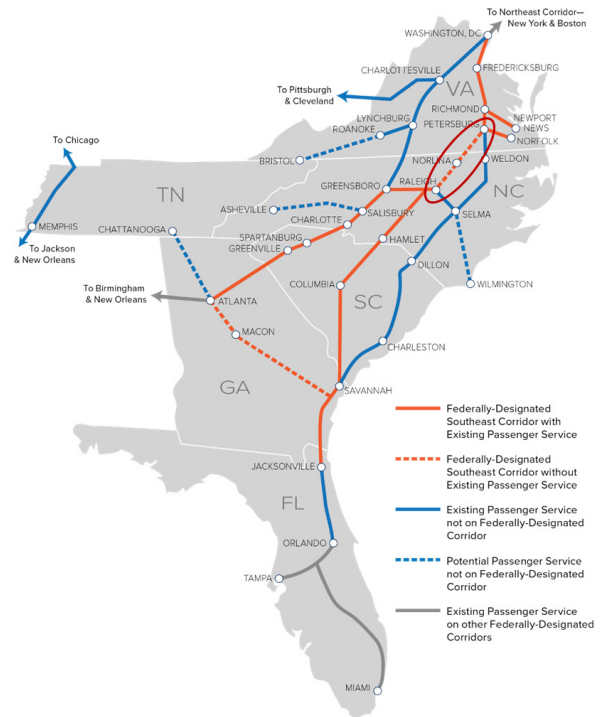 To Northeast Corridor—
New York & Boston
WASHINGTON, DC
FREDERICKSBURG
CHARLOTTESVILLE
To Pittsburgh
& Cleveland
VA
RICHMOND
NEWPORT
NEWS
LYNCHBURG
PETERSBURG
ROANOKE
NORFOLK
To Chicago
BRISTOL
NORLINA
WELDON
TN
GREENSBORO
RALEIGH
NC
ASHEVILLE
SALISBURY
SELMA
MEMPHIS
CHATTANOOGA
CHARLOTTE
To Jackson
& New Orleans
SPARTANBURG
GREENVILLE
HAMLET
DILLON
To Birmingham
& New Orleans
COLUMBIA
WILMINGTON
ATLANTA
SC
MACON
CHARLESTON
GA
SAVANNAH
Federally-Designated
Southeast Corridor with
Existing Passenger Service
Federally-Designated
Southeast Corridor without
Existing Passenger Service
JACKSONVILLE
FL
Existing Passenger Service
not on Federally-Designated
Corridor
ORLANDO
Potential Passenger Service
not on Federally-Designated
Corridor
TAMPA
Existing Passenger Service
on other Federally-Designated
Corridors
MIAMI